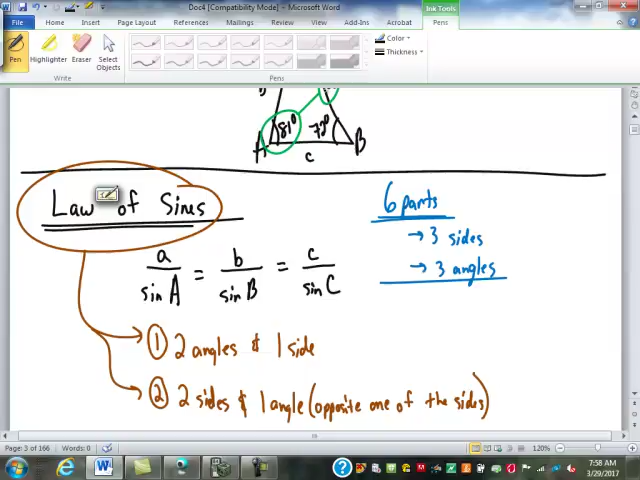 Doc4 [Compatibility Mode] - Microsoft Word
Ink Tools
File Home Insert Page Layout References Mailings Review View Add-Ins Acrobat Pens
Pen Highlighter Eraser Select Objects
Color
Thickness
Write
Pens
81°
A B
c
Law of Sines
6 parts
→ 3 sides
→ 3 angles
a/sin A = b/sin B = c/sin C
① 2 angles & 1 side
② 2 sides & 1 angle (opposite one of the sides)
Page: 3 of 166 Words: 0 120%
7:58 AM
3/29/2017